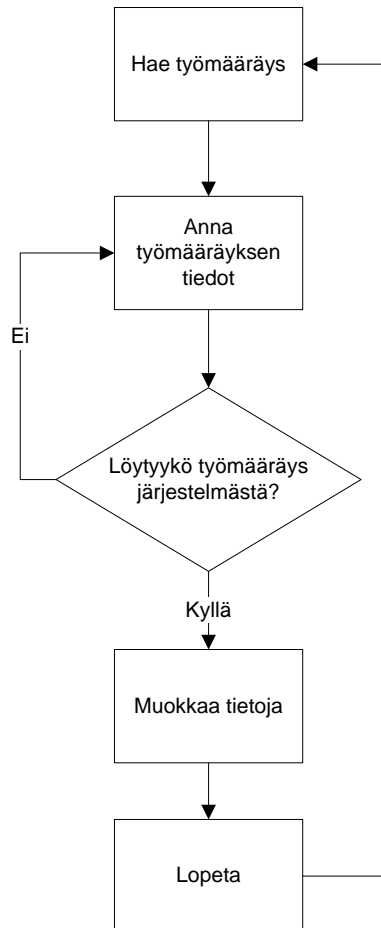 Hae työmääräys
Anna
työmääräyksen
tiedot
Ei
Löytyykö työmääräys
järjestelmästä?
Kyllä
Muokkaa tietoja
Lopeta